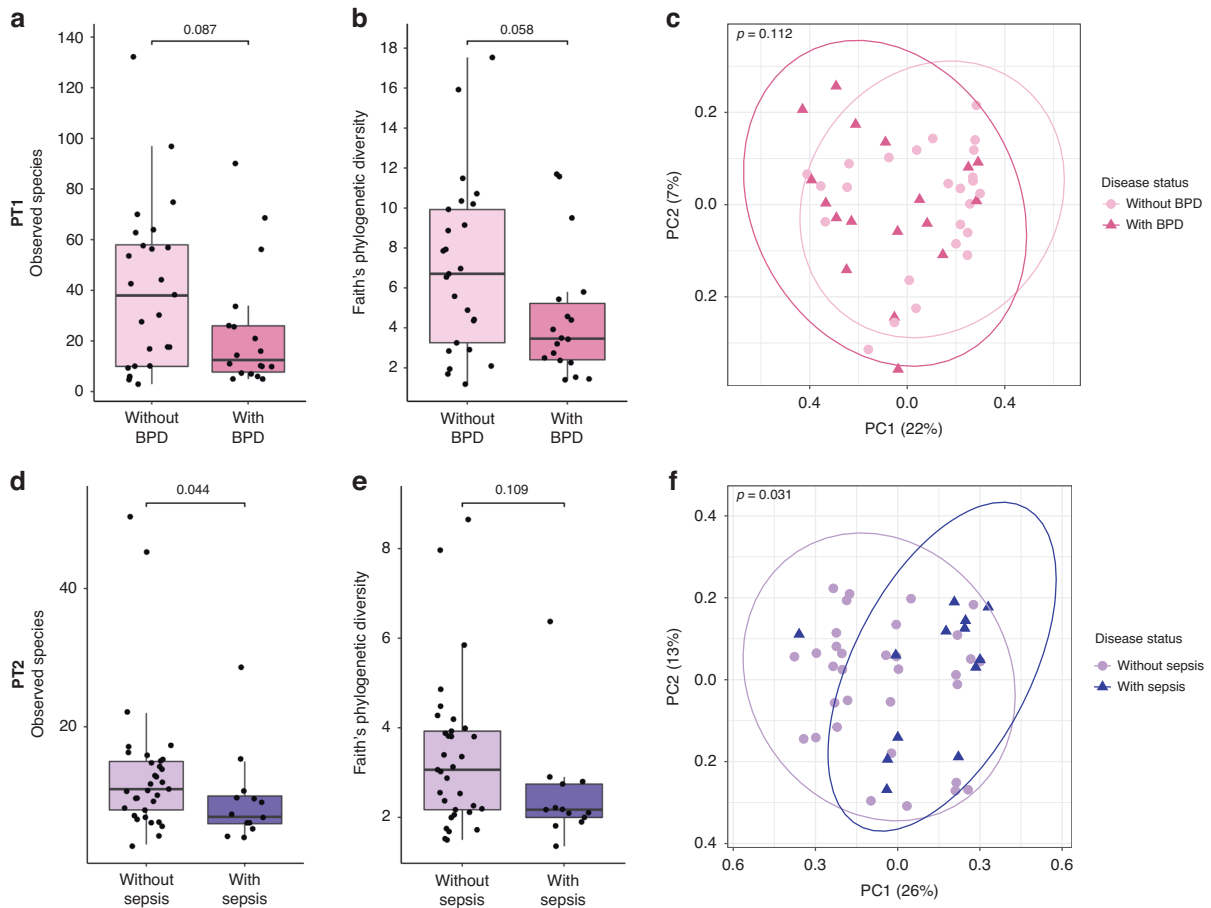 a
PT1
Observed species
140
120
100
80
60
40
20
0
0.087
Without
BPD
With
BPD
b
Faith's phylogenetic diversity
18
16
14
12
10
8
6
4
2
0.058
Without
BPD
With
BPD
c
p = 0.112
PC2 (7%)
0.2
0.0
0.2
0.4
0.0
0.4
PC1 (22%)
Disease status
Without BPD
With BPD
d
PT2
Observed species
40
20
0.044
Without
sepsis
With
sepsis
e
Faith's phylogenetic diversity
8
6
4
2
0.109
Without
sepsis
With
sepsis
f
p = 0.031
PC2 (13%)
0.4
0.2
0.0
0.2
0.4
0.6
0.3
0.0
0.3
0.6
PC1 (26%)
Disease status
Without sepsis
With sepsis